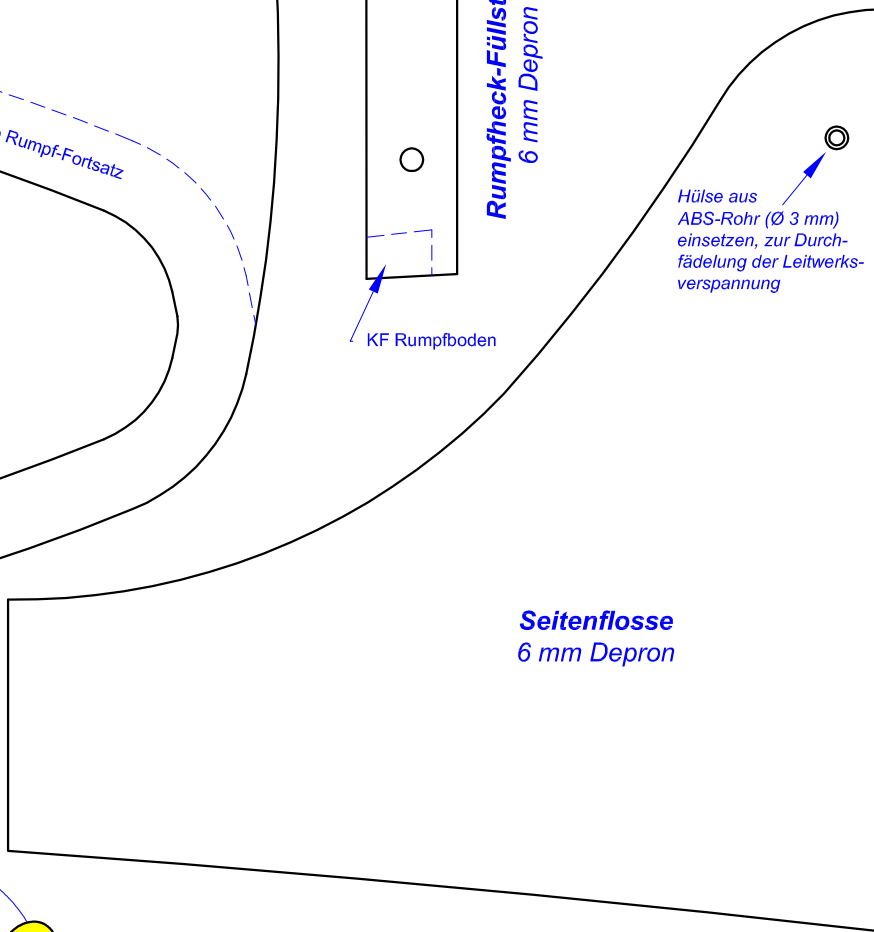 Rumpf-Fortsatz
Rumpfheck-Füllst
6 mm Depron
Hülse aus
ABS-Rohr (Ø 3 mm)
einsetzen, zur Durch-
fädelung der Leitwerks-
verspannung
KF Rumpfboden
Seitenflosse
6 mm Depron